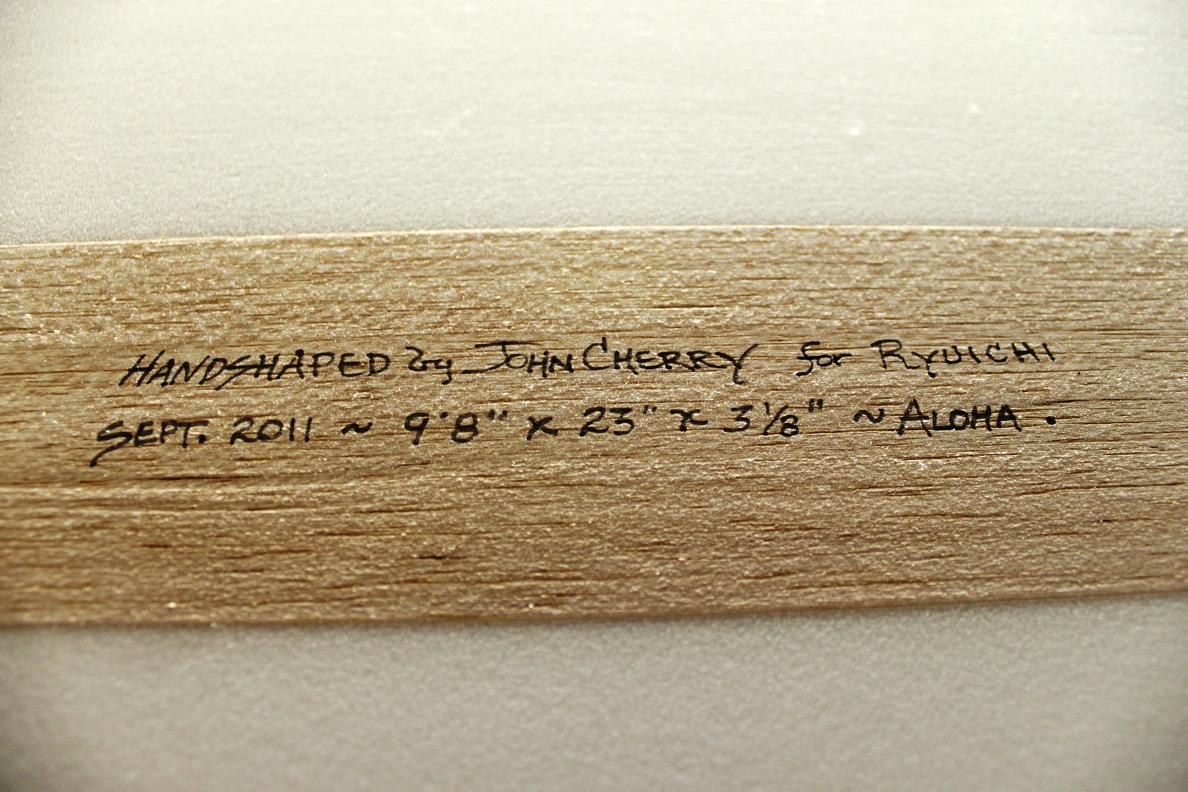 HANDSHAPED by JOHN CHERRY for RYUICHI
SEPT. 2011 ~ 9'8" x 23" x 3 1/8" ~ ALOHA .